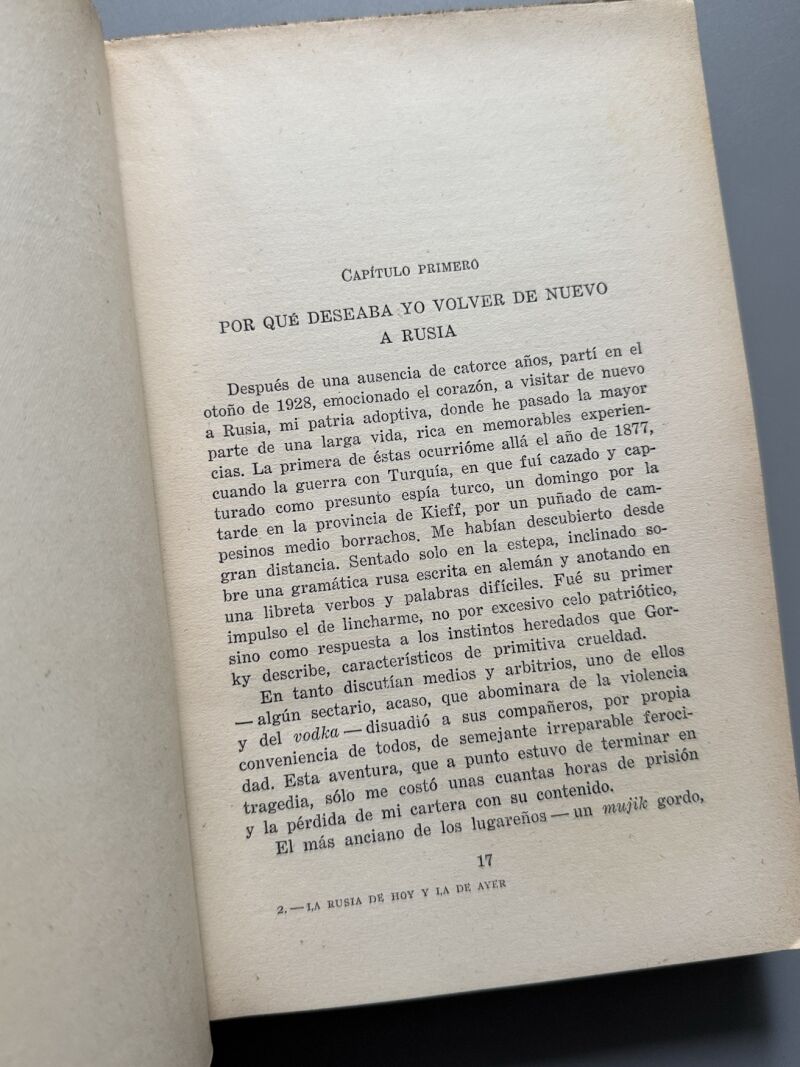 CAPÍTULO PRIMERO
POR QUÉ DESEABA YO VOLVER DE NUEVO
A RUSIA
Después de una ausencia de catorce años, partí en el
otoño de 1928, emocionado el corazón, a visitar de nuevo
a Rusia, mi patria adoptiva, donde he pasado la mayor
parte de una larga vida, rica en memorables experien-
cias. La primera de éstas ocurrióme allá el año de 1877,
cuando la guerra con Turquía, en que fuí cazado y cap-
turado como presunto espía turco, un domingo por la
tarde en la provincia de Kieff, por un puñado de cam-
pesinos medio borrachos. Me habían descubierto desde
gran distancia. Sentado solo en la estepa, inclinado so-
bre una gramática rusa escrita en alemán y anotando en
una libreta verbos y palabras difíciles. Fué su primer
impulso el de lincharme, no por excesivo celo patriótico,
sino como respuesta a los instintos heredados que Gor-
ky describe, característicos de primitiva crueldad.
En tanto discutían medios y arbitrios, uno de ellos
— algún sectario, acaso, que abominara de la violencia
y del vodka — disuadió a sus compañeros, por propia
conveniencia de todos, de semejante irreparable feroci-
dad. Esta aventura, que a punto estuvo de terminar en
tragedia, sólo me costó unas cuantas horas de prisión
y la pérdida de mi cartera con su contenido.
El más anciano de los lugareños — un mujik gordo,
17
2. — LA RUSIA DE HOY Y LA DE AYER